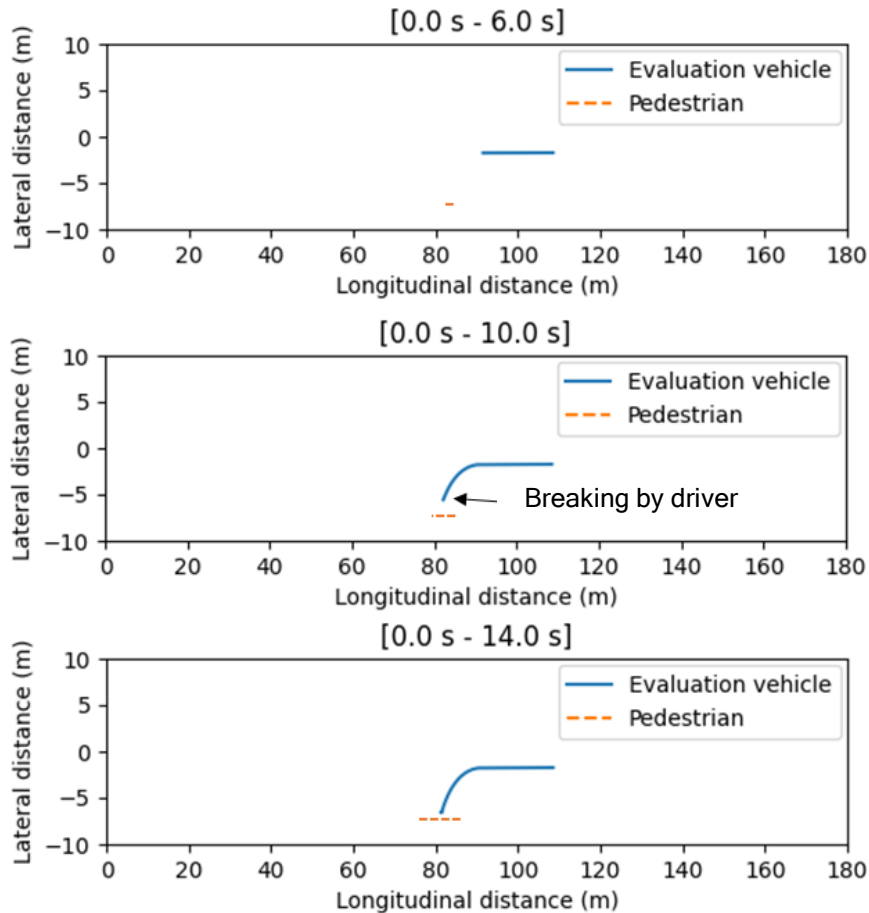 [0.0 s - 6.0 s]
10
5
0
−5
−10
Lateral distance (m)
Evaluation vehicle
Pedestrian
0 20 40 60 80 100 120 140 160 180
Longitudinal distance (m)
[0.0 s - 10.0 s]
10
5
0
−5
−10
Lateral distance (m)
Evaluation vehicle
Pedestrian
Breaking by driver
0 20 40 60 80 100 120 140 160 180
Longitudinal distance (m)
[0.0 s - 14.0 s]
10
5
0
−5
−10
Lateral distance (m)
Evaluation vehicle
Pedestrian
0 20 40 60 80 100 120 140 160 180
Longitudinal distance (m)